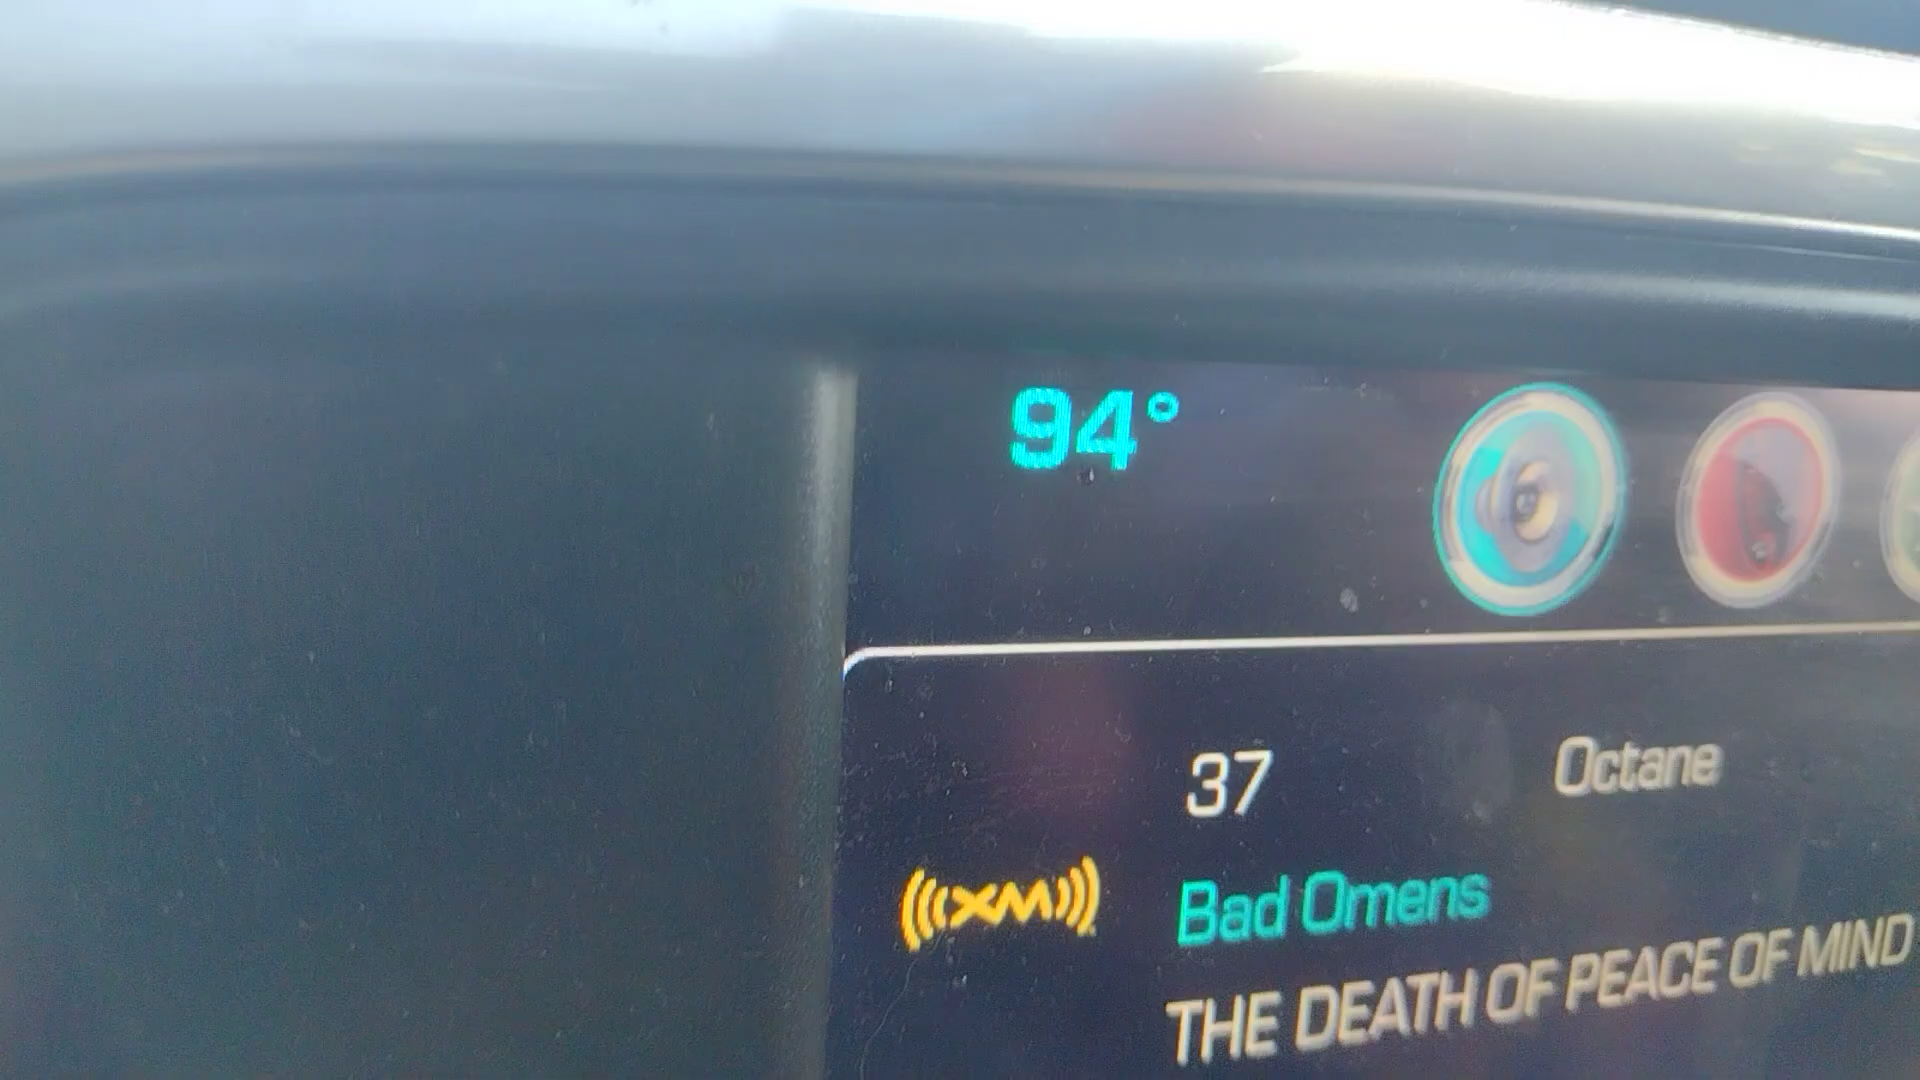 94°
37 Octane
(((XM)))
Bad Omens
THE DEATH OF PEACE OF MIND